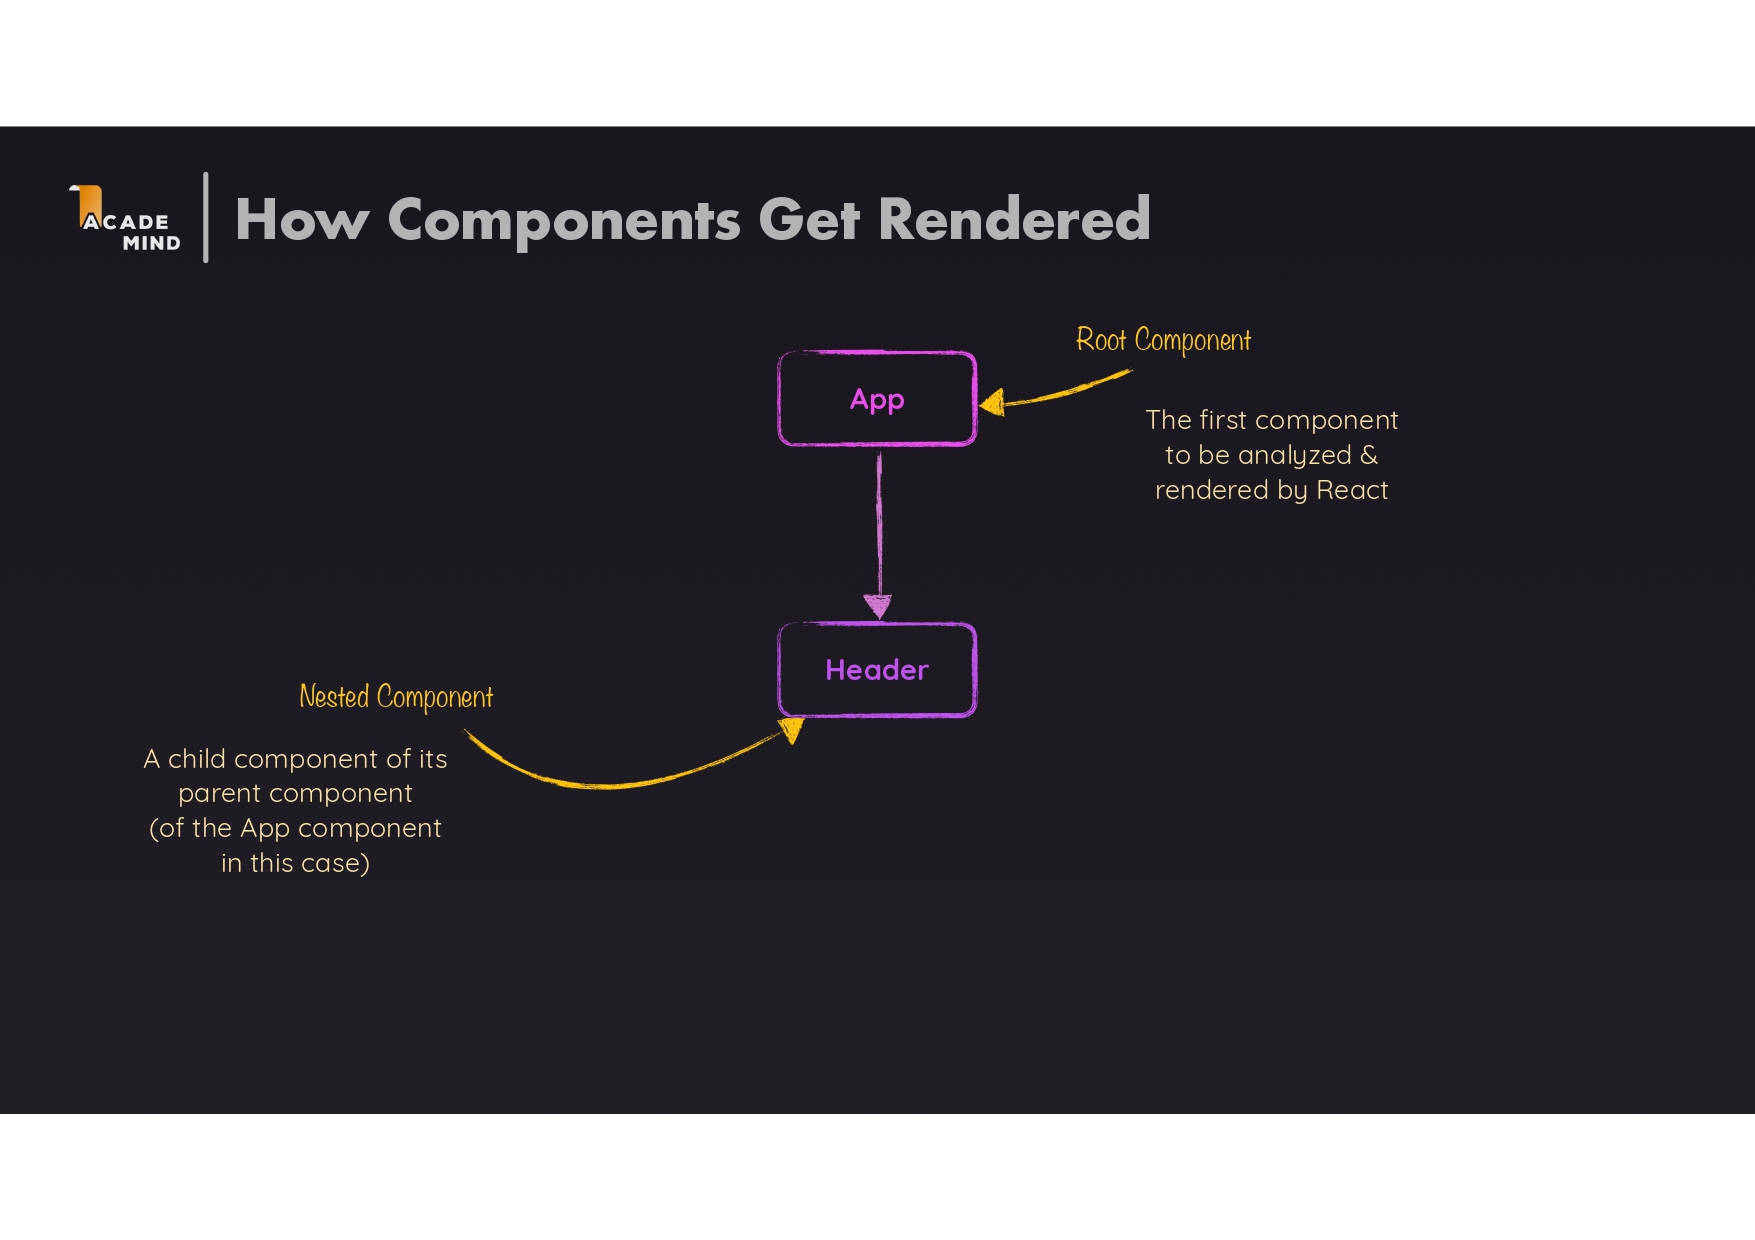 ACADE
MIND
How Components Get Rendered
Root Component
App
The first component
to be analyzed &
rendered by React
Header
Nested Component
A child component of its
parent component
(of the App component
in this case)